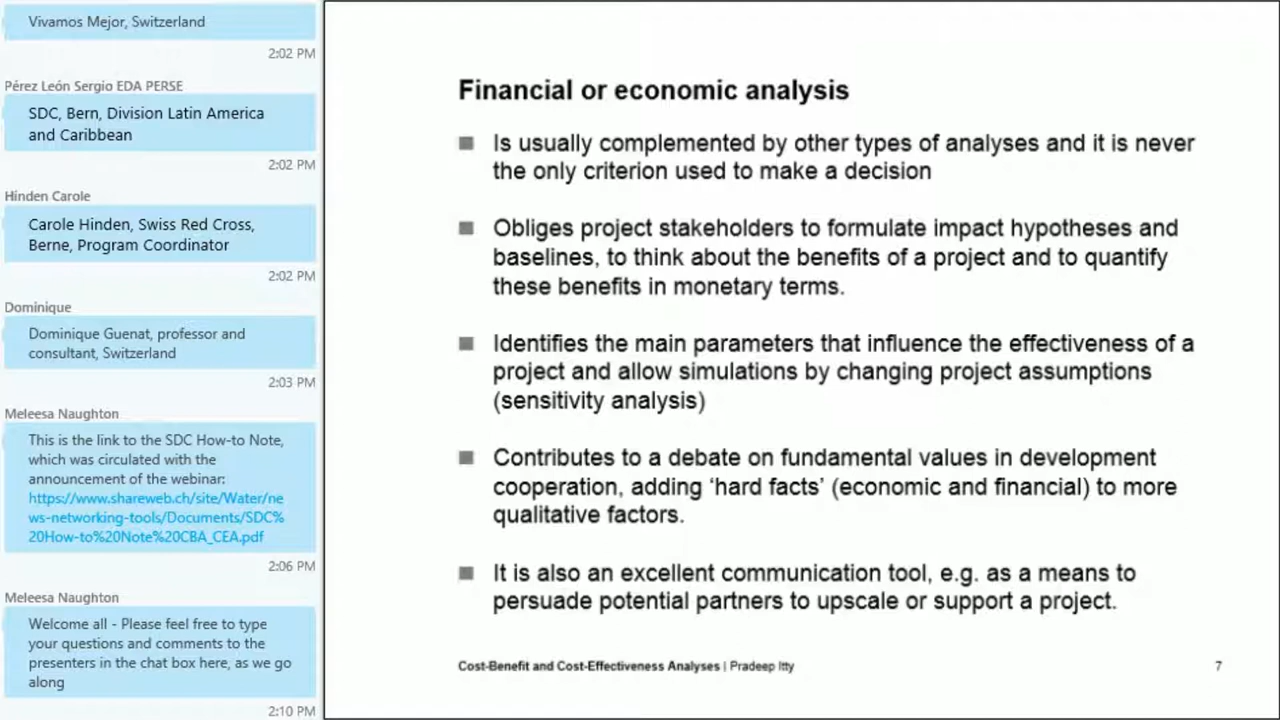 Vivamos Mejor, Switzerland
2:02 PM
Pérez León Sergio EDA PERSE
SDC, Bern, Division Latin America
and Caribbean
2:02 PM
Hinden Carole
Carole Hinden, Swiss Red Cross,
Berne, Program Coordinator
2:02 PM
Dominique
Dominique Guenat, professor and
consultant, Switzerland
2:03 PM
Meleesa Naughton
This is the link to the SDC How-to Note,
which was circulated with the
announcement of the webinar:
https://www.shareweb.ch/site/Water/ne
ws-networking-tools/Documents/SDC%
20How-to%20Note%20CBA_CEA.pdf
2:06 PM
Meleesa Naughton
Welcome all - Please feel free to type
your questions and comments to the
presenters in the chat box here, as we go
along
2:10 PM
Financial or economic analysis
Is usually complemented by other types of analyses and it is never
the only criterion used to make a decision
Obliges project stakeholders to formulate impact hypotheses and
baselines, to think about the benefits of a project and to quantify
these benefits in monetary terms.
Identifies the main parameters that influence the effectiveness of a
project and allow simulations by changing project assumptions
(sensitivity analysis)
Contributes to a debate on fundamental values in development
cooperation, adding ‘hard facts’ (economic and financial) to more
qualitative factors.
It is also an excellent communication tool, e.g. as a means to
persuade potential partners to upscale or support a project.
Cost-Benefit and Cost-Effectiveness Analyses | Pradeep Itty
7